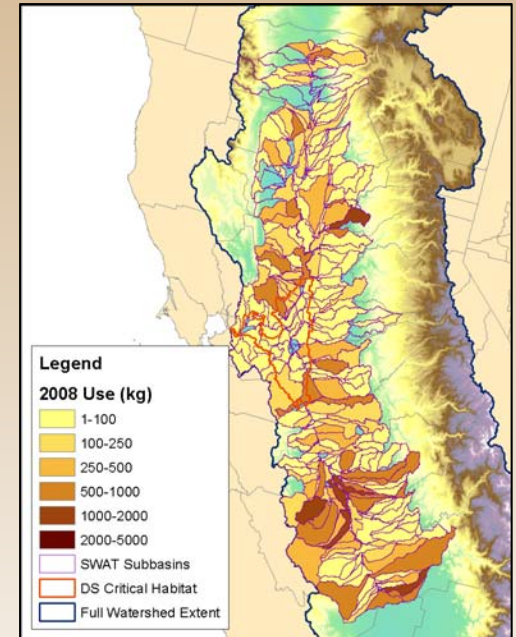 Legend
2008 Use (kg)
1-100
100-250
250-500
500-1000
1000-2000
2000-5000
SWAT Subbasins
DS Critical Habitat
Full Watershed Extent